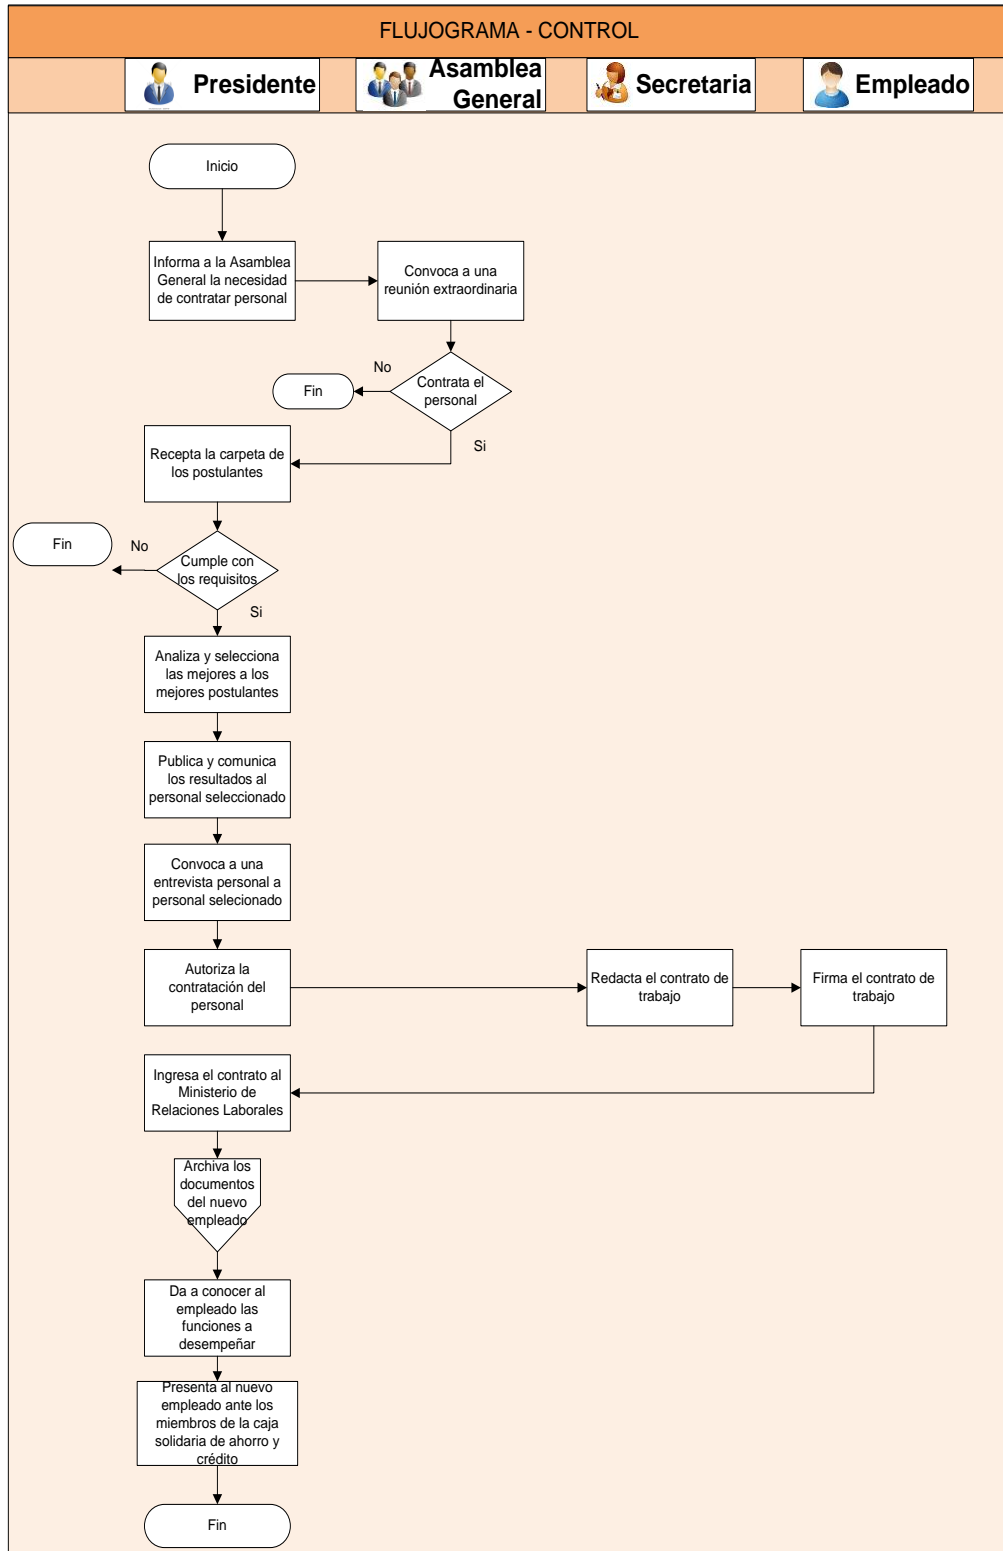 FLUJOGRAMA - CONTROL
Presidente
Asamblea
General
Secretaria
Empleado
Inicio
Informa a la Asamblea
General la necesidad
de contratar personal
Convoca a una
reunión extraordinaria
Contrata el
personal
No
Fin
Si
Recepta la carpeta de
los postulantes
Cumple con
los requisitos
No
Fin
Si
Analiza y selecciona
las mejores a los
mejores postulantes
Publica y comunica
los resultados al
personal seleccionado
Convoca a una
entrevista personal a
personal selecionado
Autoriza la
contratación del
personal
Redacta el contrato de
trabajo
Firma el contrato de
trabajo
Ingresa el contrato al
Ministerio de
Relaciones Laborales
Archiva los
documentos
del nuevo
empleado
Da a conocer al
empleado las
funciones a
desempeñar
Presenta al nuevo
empleado ante los
miembros de la caja
solidaria de ahorro y
crédito
Fin